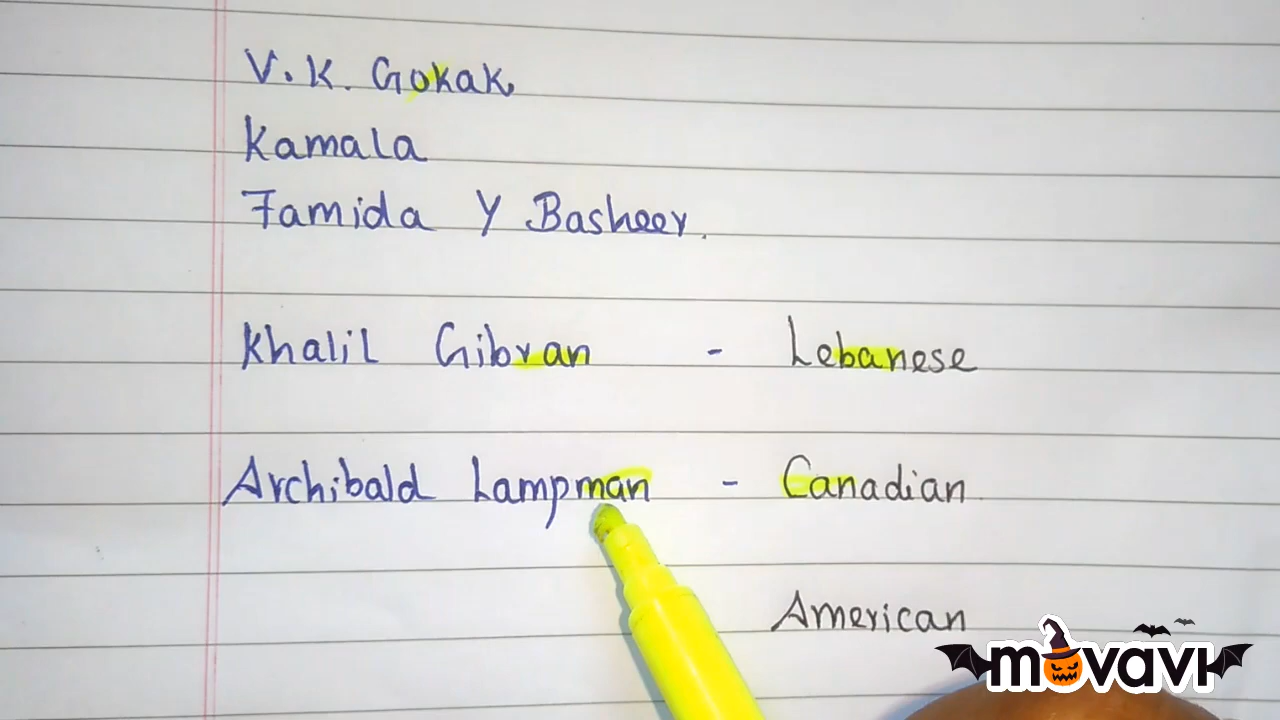 V. K. Gokak.
Kamala
Famida Y Basheer.
Khalil Gibran - Lebanese
Archibald Lampman - Canadian
American
movavi